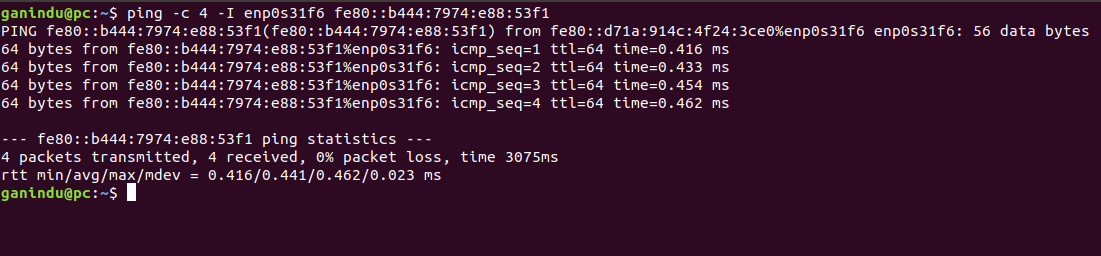 ganindu@pc:~$ ping -c 4 -I enp0s31f6 fe80::b444:7974:e88:53f1
PING fe80::b444:7974:e88:53f1(fe80::b444:7974:e88:53f1) from fe80::d71a:914c:4f24:3ce0%enp0s31f6 enp0s31f6: 56 data bytes
64 bytes from fe80::b444:7974:e88:53f1%enp0s31f6: icmp_seq=1 ttl=64 time=0.416 ms
64 bytes from fe80::b444:7974:e88:53f1%enp0s31f6: icmp_seq=2 ttl=64 time=0.433 ms
64 bytes from fe80::b444:7974:e88:53f1%enp0s31f6: icmp_seq=3 ttl=64 time=0.454 ms
64 bytes from fe80::b444:7974:e88:53f1%enp0s31f6: icmp_seq=4 ttl=64 time=0.462 ms

--- fe80::b444:7974:e88:53f1 ping statistics ---
4 packets transmitted, 4 received, 0% packet loss, time 3075ms
rtt min/avg/max/mdev = 0.416/0.441/0.462/0.023 ms
ganindu@pc:~$